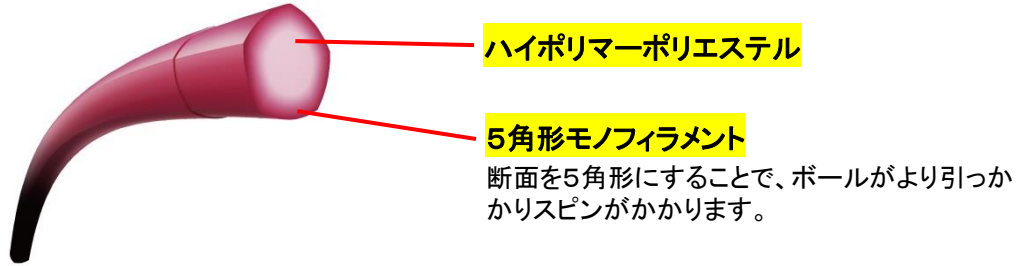 ハイポリマーポリエステル
５角形モノフィラメント
断面を５角形にすることで、ボールがより引っか
かりスピンがかかります。